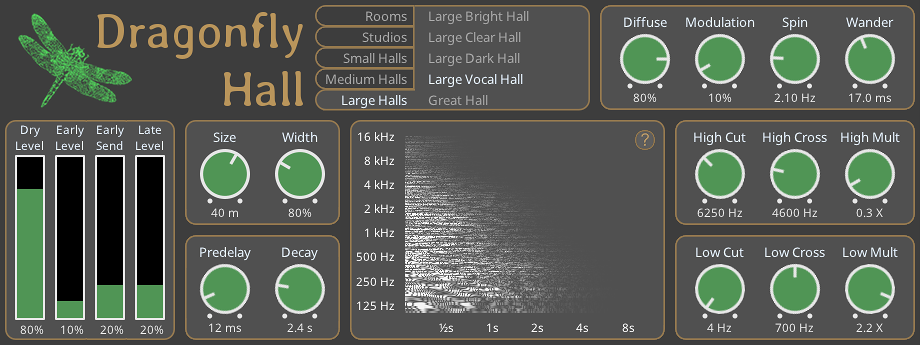 Dragonfly
Hall
Rooms
Studios
Small Halls
Medium Halls
Large Halls
Large Bright Hall
Large Clear Hall
Large Dark Hall
Large Vocal Hall
Great Hall
Diffuse Modulation Spin Wander
80% 10% 2.10 Hz 17.0 ms
Dry Early Early Late
Level Level Send Level
80% 10% 20% 20%
Size Width
40 m 80%
Predelay Decay
12 ms 2.4 s
?
16 kHz
8 kHz
4 kHz
2 kHz
1 kHz
500 Hz
250 Hz
125 Hz
½s 1s 2s 4s 8s
High Cut High Cross High Mult
6250 Hz 4600 Hz 0.3 X
Low Cut Low Cross Low Mult
4 Hz 700 Hz 2.2 X